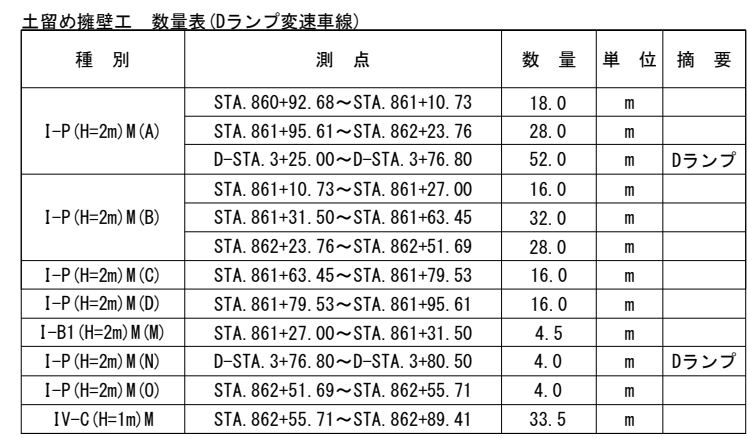 土留め擁壁工　数量表(Dランプ変速車線)
種　別　測　点　数　量　単　位　摘　要
I-P(H=2m)M(A)　STA.860+92.68～STA.861+10.73　18.0　m
STA.861+95.61～STA.862+23.76　28.0　m
D-STA.3+25.00～D-STA.3+76.80　52.0　m　Dランプ
I-P(H=2m)M(B)　STA.861+10.73～STA.861+27.00　16.0　m
STA.861+31.50～STA.861+63.45　32.0　m
STA.862+23.76～STA.862+51.69　28.0　m
I-P(H=2m)M(C)　STA.861+63.45～STA.861+79.53　16.0　m
I-P(H=2m)M(D)　STA.861+79.53～STA.861+95.61　16.0　m
I-B1(H=2m)M(M)　STA.861+27.00～STA.861+31.50　4.5　m
I-P(H=2m)M(N)　D-STA.3+76.80～D-STA.3+80.50　4.0　m　Dランプ
I-P(H=2m)M(O)　STA.862+51.69～STA.862+55.71　4.0　m
IV-C(H=1m)M　STA.862+55.71～STA.862+89.41　33.5　m